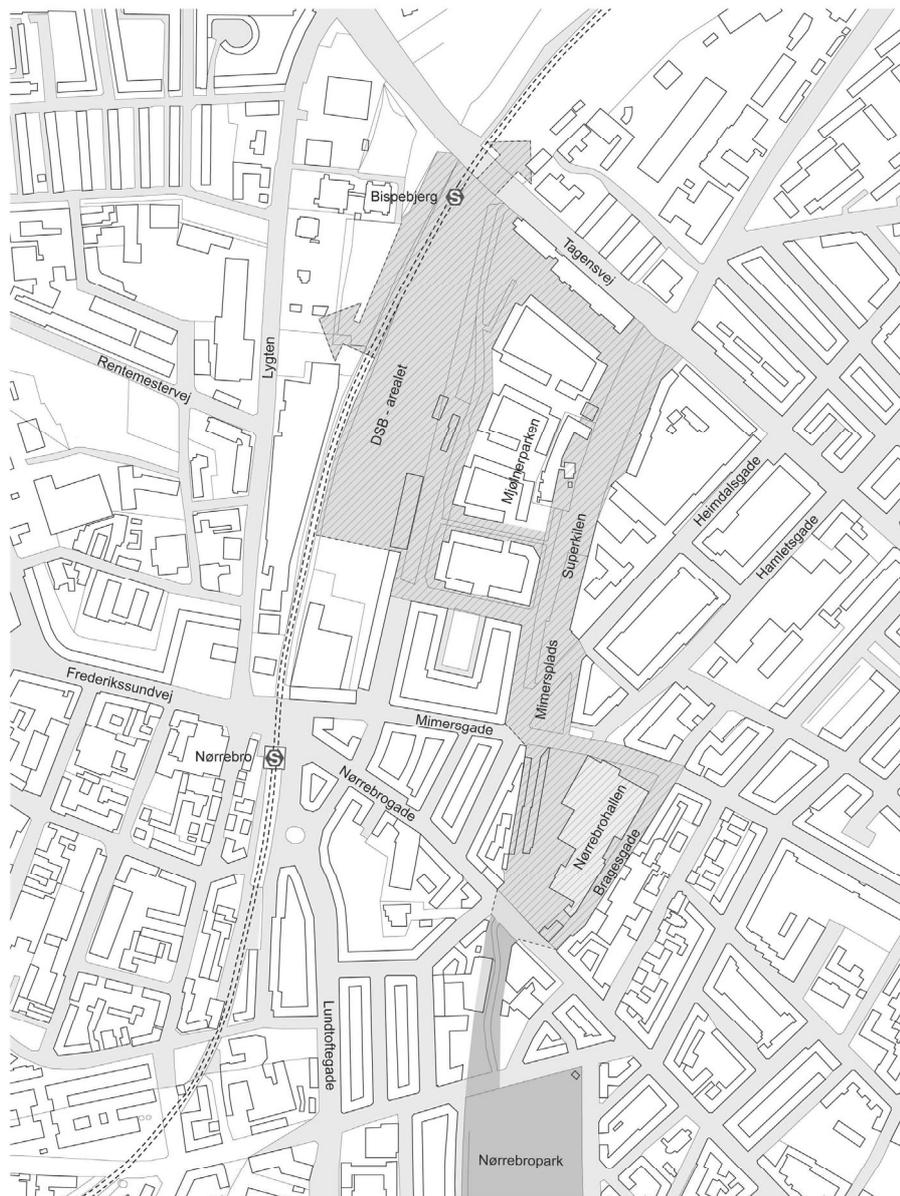 Bispebjerg
S
Tagensvej
Lygten
Rentemestervej
DSB - arealet
Mjølnerparken
Heimdalsgade
Hamletsgade
Superkilen
Mimersplads
Frederikssundvej
Mimersgade
Nørrebro
S
Nørrebrogade
Nørrebrohallen
Bragesgade
Lundtoftegade
Nørrebropark